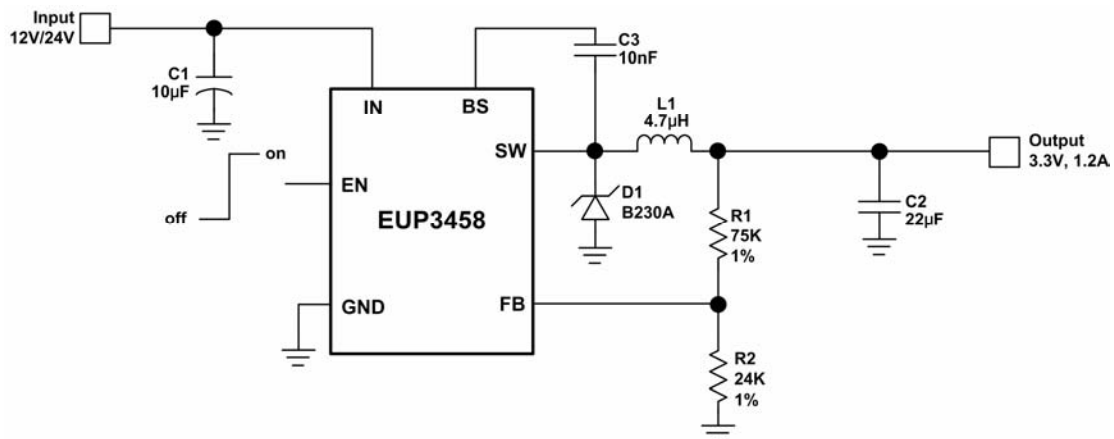 Input
12V/24V
C1
10µF
on
off
IN
BS
EN
SW
EUP3458
GND
FB
C3
10nF
L1
4.7µH
D1
B230A
R1
75K
1%
R2
24K
1%
C2
22µF
Output
3.3V, 1.2A